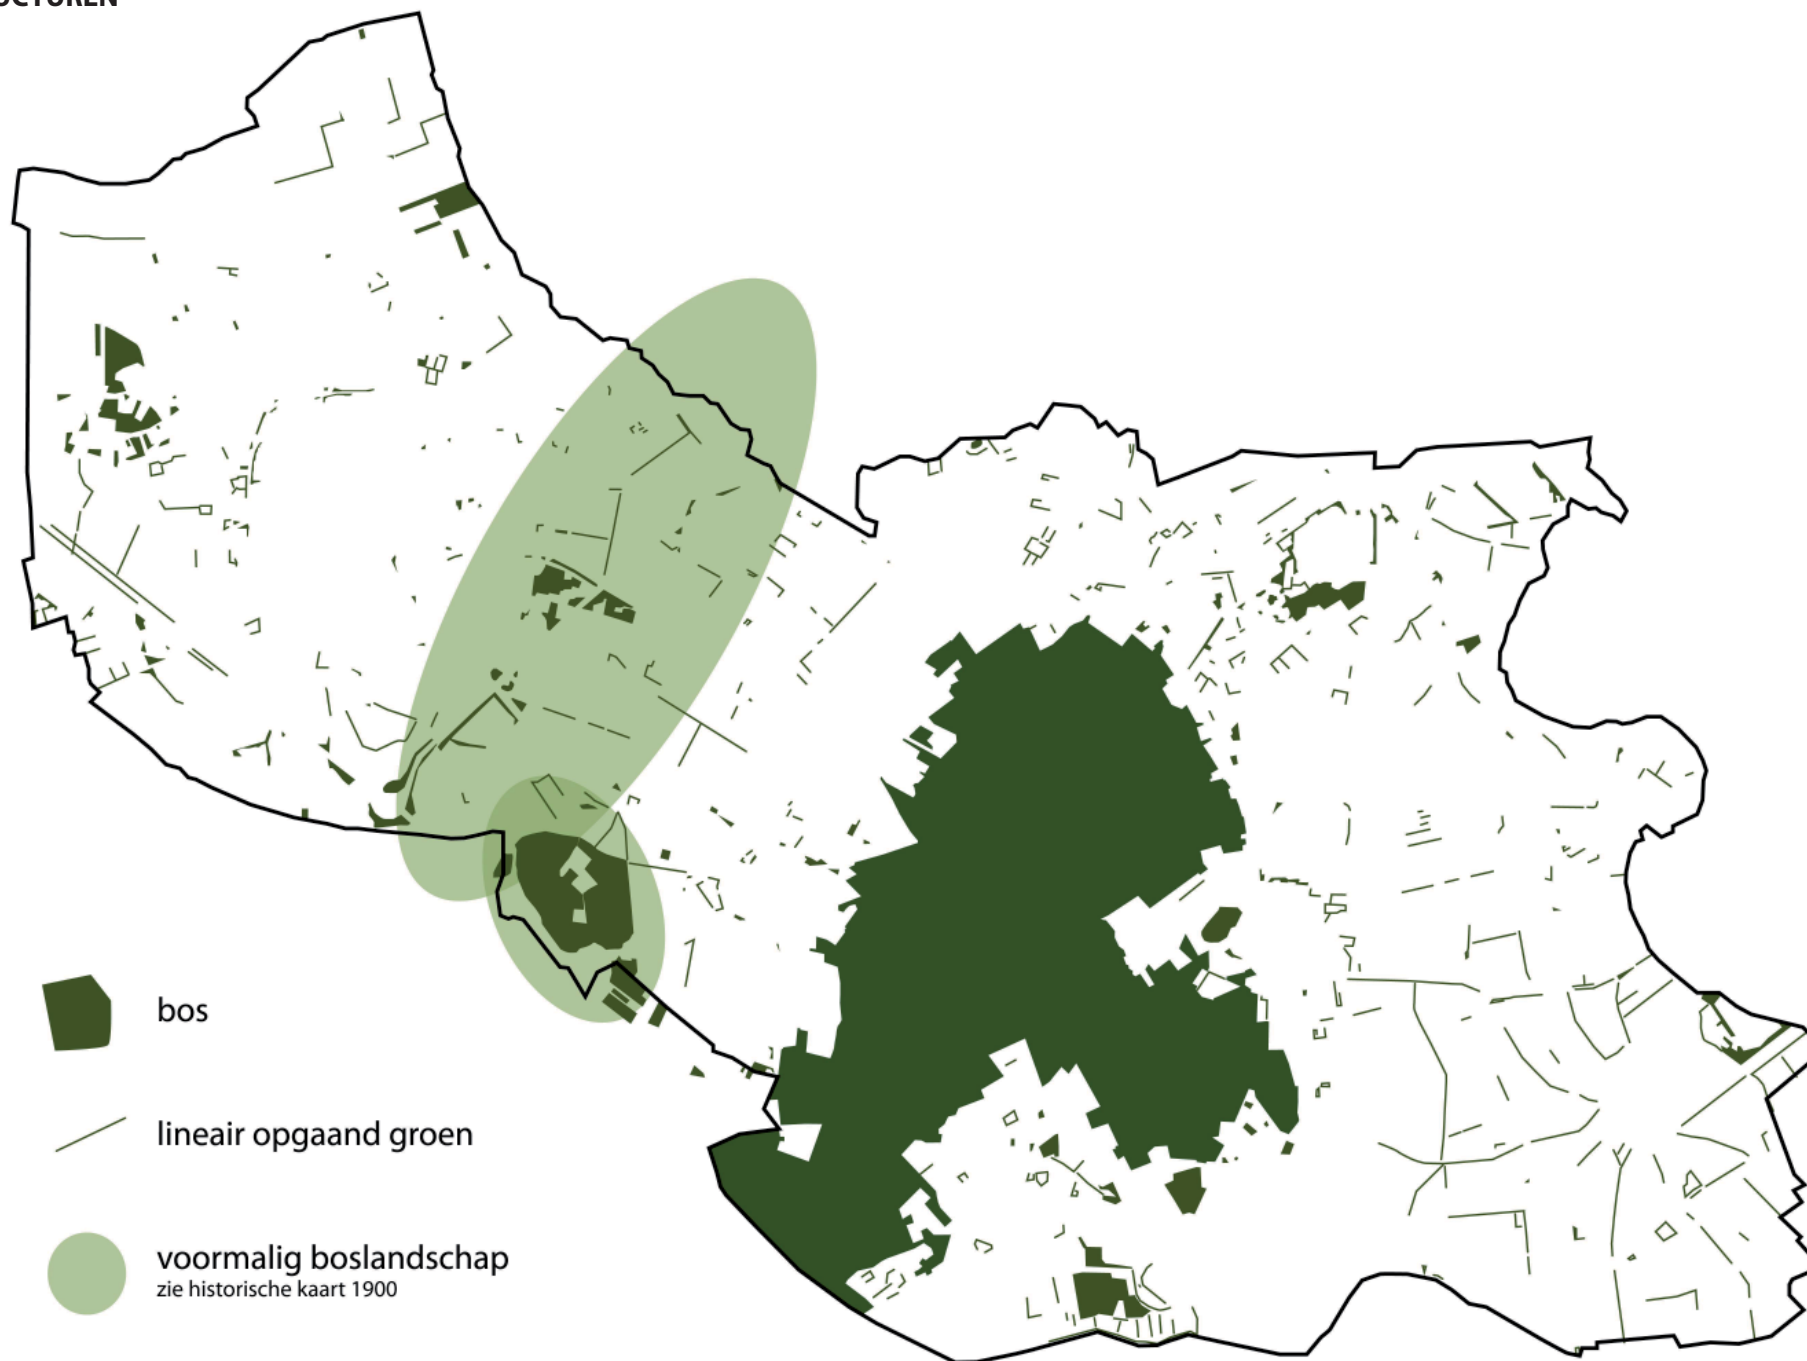 bos
lineair opgaand groen
voormalig boslandschap
zie historische kaart 1900